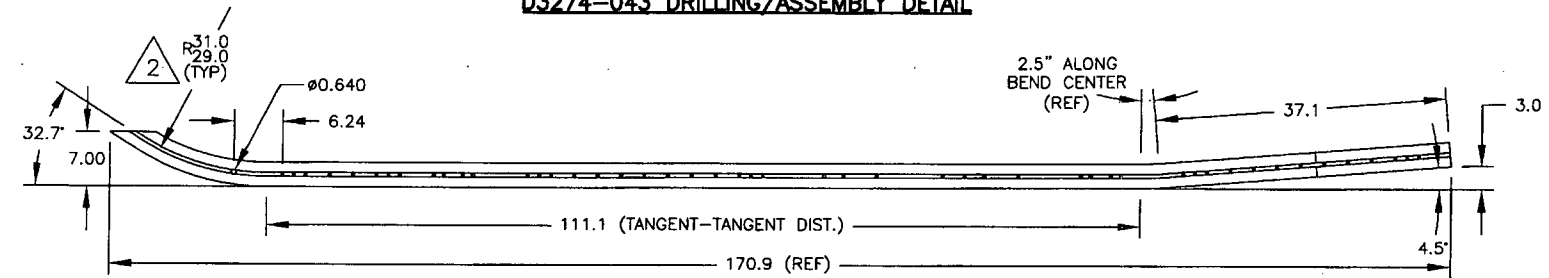 D3274-043 DRILLING/ASSEMBLY DETAIL
2
R31.0
29.0
(TYP)
ø0.640
6.24
32.7°
7.00
2.5" ALONG
BEND CENTER
(REF)
37.1
3.0
111.1 (TANGENT-TANGENT DIST.)
4.5°
170.9 (REF)